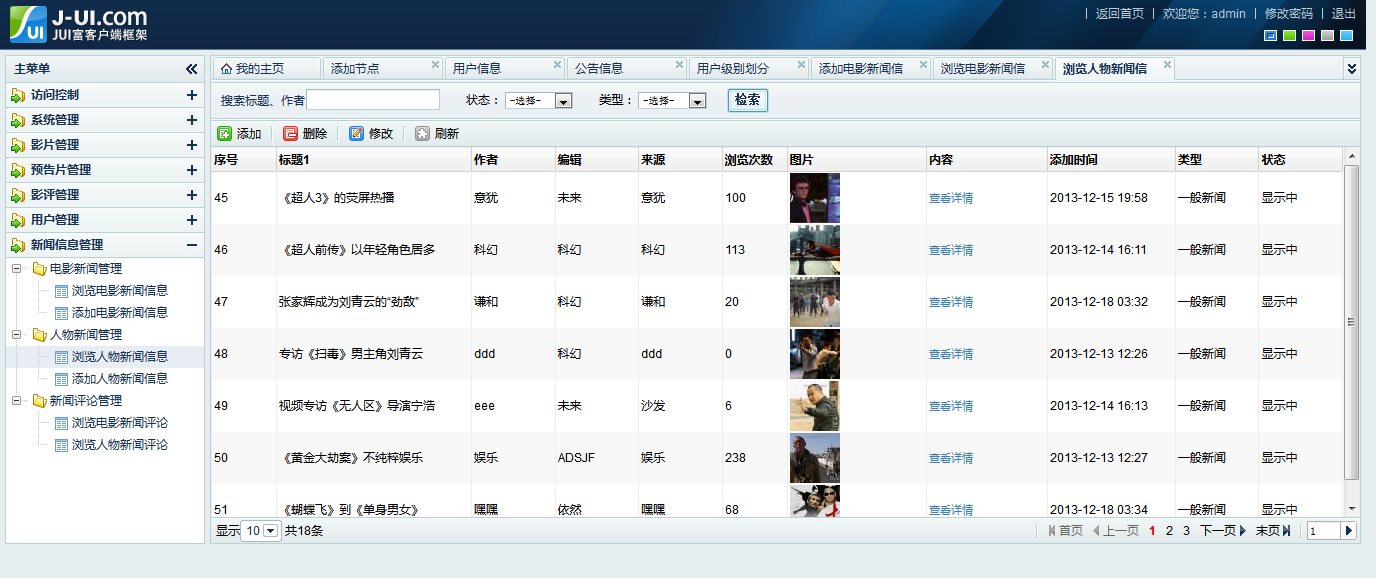 J-UI.com
JUI富客户端框架
| 返回首页 | 欢迎您：admin | 修改密码 | 退出
主菜单
访问控制
系统管理
影片管理
预告片管理
影评管理
用户管理
新闻信息管理
电影新闻管理
浏览电影新闻信息
添加电影新闻信息
人物新闻管理
浏览人物新闻信息
添加人物新闻信息
新闻评论管理
浏览电影新闻评论
浏览人物新闻评论
我的主页 添加节点 用户信息 公告信息 用户级别划分 添加电影新闻信 浏览电影新闻信 浏览人物新闻信
搜索标题、作者 状态： -选择- 类型： -选择- 检索
添加 删除 修改 刷新
序号 标题1 作者 编辑 来源 浏览次数 图片 内容 添加时间 类型 状态
45 《超人3》的荧屏热播 意犹 未来 意犹 100 查看详情 2013-12-15 19:58 一般新闻 显示中
46 《超人前传》以年轻角色居多 科幻 科幻 科幻 113 查看详情 2013-12-14 16:11 一般新闻 显示中
47 张家辉成为刘青云的“劲敌” 谦和 科幻 谦和 20 查看详情 2013-12-18 03:32 一般新闻 显示中
48 专访《扫毒》男主角刘青云 ddd 科幻 ddd 0 查看详情 2013-12-13 12:26 一般新闻 显示中
49 视频专访《无人区》导演宁浩 eee 未来 沙发 6 查看详情 2013-12-14 16:13 一般新闻 显示中
50 《黄金大劫案》不纯粹娱乐 娱乐 ADSJF 娱乐 238 查看详情 2013-12-13 12:27 一般新闻 显示中
51 《蝴蝶飞》到《单身男女》 嘿嘿 依然 嘿嘿 68 查看详情 2013-12-18 03:34 一般新闻 显示中
显示 10 共18条 首页 上一页 1 2 3 下一页 末页 1